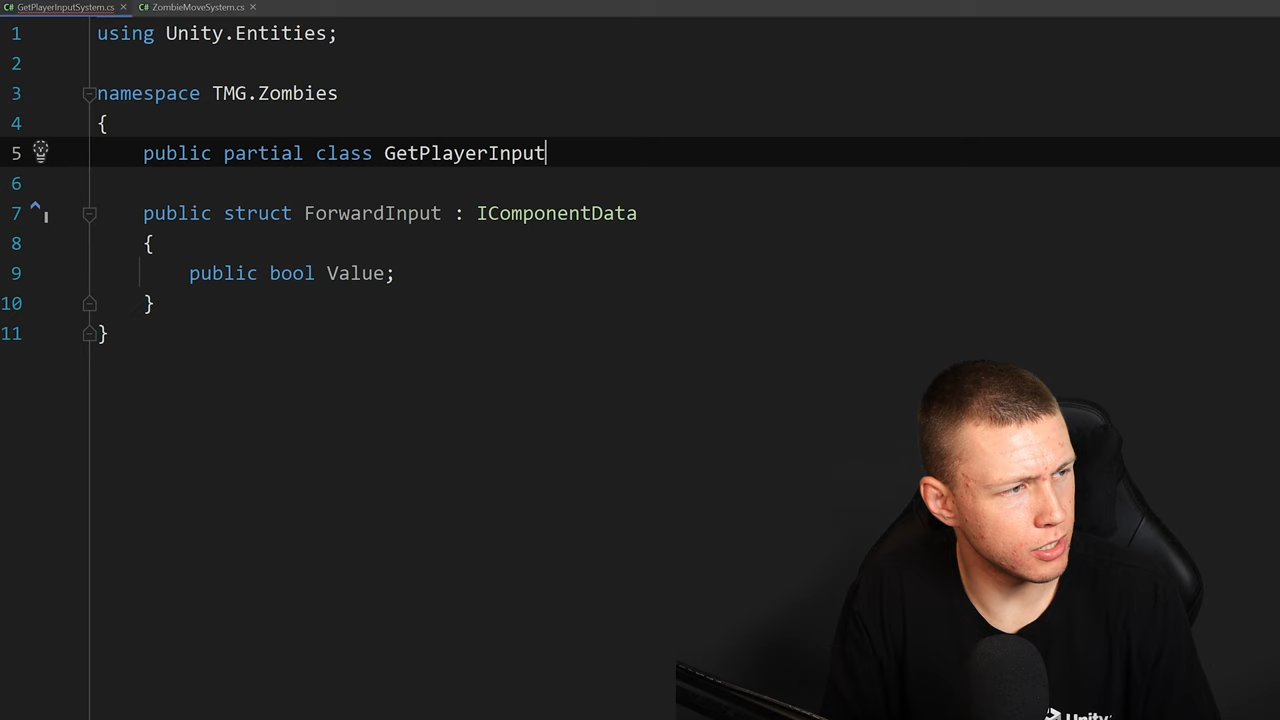 GetPlayerInputSystem.cs ZombieMoveSystem.cs
1 using Unity.Entities;
2
3 namespace TMG.Zombies
4 {
5 public partial class GetPlayerInput
6
7 public struct ForwardInput : IComponentData
8 {
9 public bool Value;
10 }
11 }
Unity